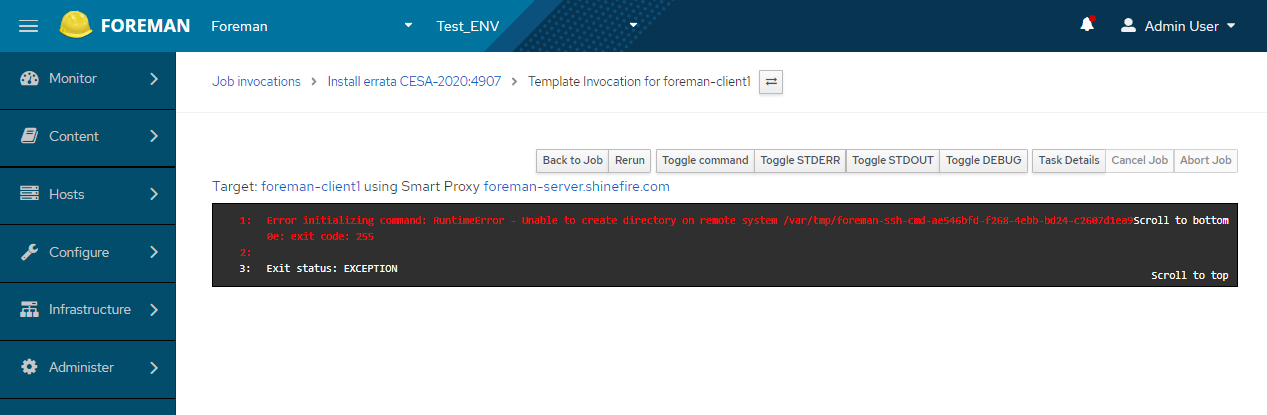 FOREMAN Foreman Test_ENV Admin User
Monitor
Content
Hosts
Configure
Infrastructure
Administer
Job invocations > Install errata CESA-2020:4907 > Template Invocation for foreman-client1
Back to Job Rerun Toggle command Toggle STDERR Toggle STDOUT Toggle DEBUG Task Details Cancel Job Abort Job
Target: foreman-client1 using Smart Proxy foreman-server.shinefire.com
1: Error initializing command: RuntimeError - Unable to create directory on remote system /var/tmp/foreman-ssh-cmd-ae546bfd-f268-4ebb-bd24-c2607d1ea9 Scroll to bottom
0e: exit code: 255
2:
3: Exit status: EXCEPTION
Scroll to top